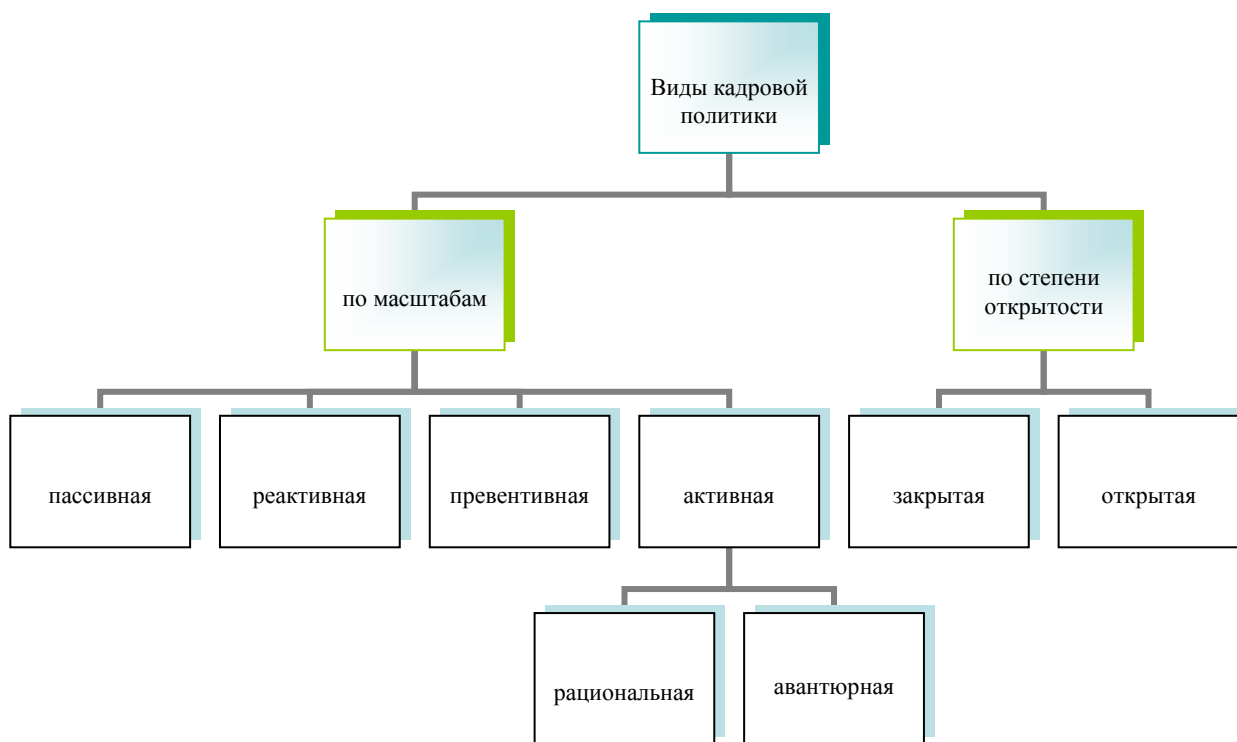 Виды кадровой
политики
по масштабам
по степени
открытости
пассивная
реактивная
превентивная
активная
закрытая
открытая
рациональная
авантюрная